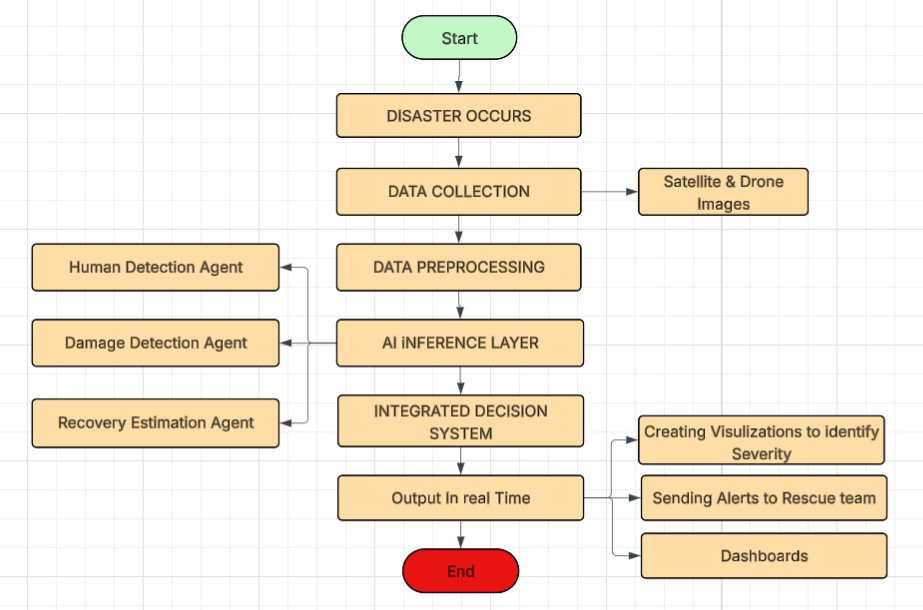 Start
DISASTER OCCURS
DATA COLLECTION
Satellite & Drone
Images
Human Detection Agent
DATA PREPROCESSING
Damage Detection Agent
AI iNFERENCE LAYER
Recovery Estimation Agent
INTEGRATED DECISION
SYSTEM
Creating Visulizations to identify
Severity
Output In real Time
Sending Alerts to Rescue team
Dashboards
End